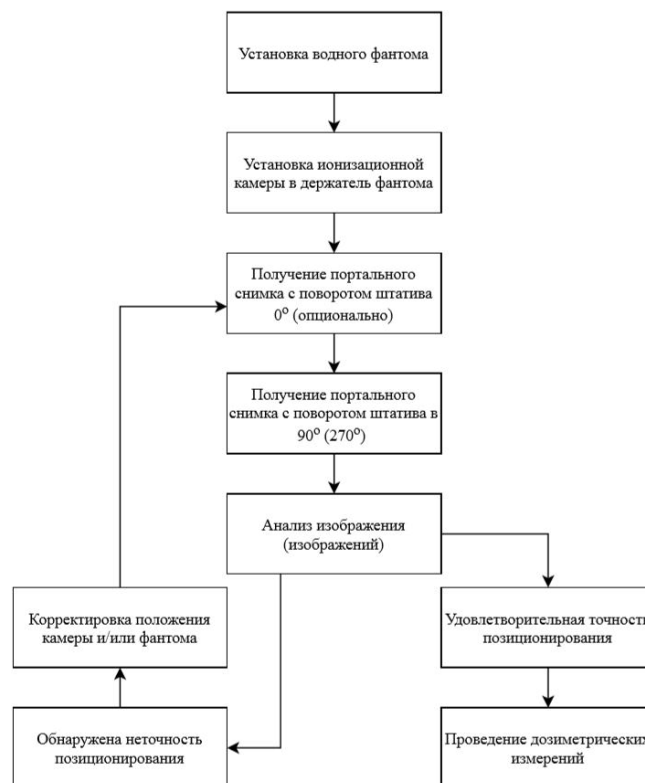 Установка водного фантома
Установка ионизационной
камеры в держатель фантома
Получение портального
снимка с поворотом штатива
0° (опционально)
Получение портального
снимка с поворотом штатива в
90° (270°)
Анализ изображения
(изображений)
Корректировка положения
камеры и/или фантома
Удовлетворительная точность
позиционирования
Обнаружена неточность
позиционирования
Проведение дозиметрических
измерений